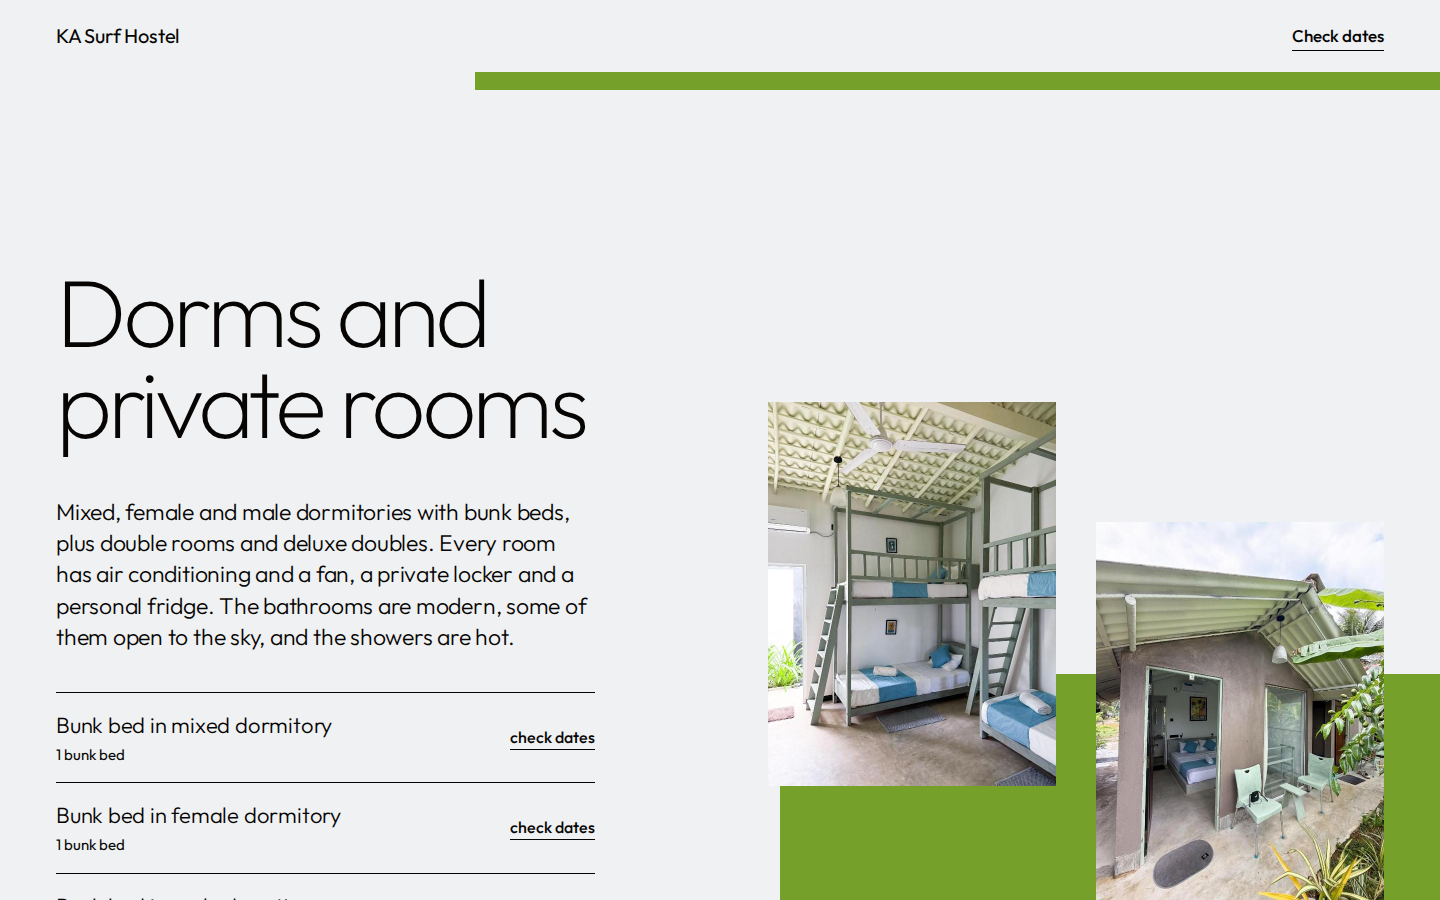 KA Surf Hostel
Check dates
Dorms and
private rooms
Mixed, female and male dormitories with bunk beds,
plus double rooms and deluxe doubles. Every room
has air conditioning and a fan, a private locker and a
personal fridge. The bathrooms are modern, some of
them open to the sky, and the showers are hot.
Bunk bed in mixed dormitory
1 bunk bed
check dates
Bunk bed in female dormitory
1 bunk bed
check dates